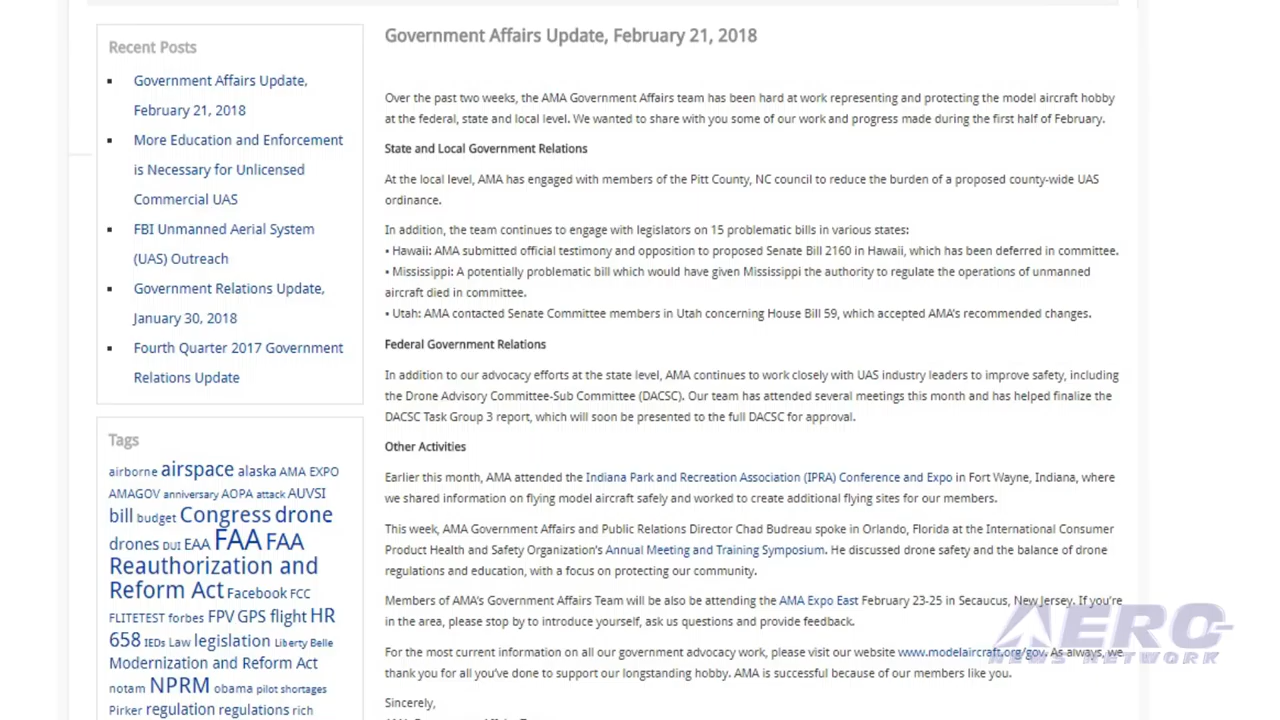 Recent Posts
▪ Government Affairs Update,
February 21, 2018
▪ More Education and Enforcement
is Necessary for Unlicensed
Commercial UAS
▪ FBI Unmanned Aerial System
(UAS) Outreach
▪ Government Relations Update,
January 30, 2018
▪ Fourth Quarter 2017 Government
Relations Update
Tags
airborne airspace alaska AMA EXPO
AMAGOV anniversary AOPA attack AUVSI
bill budget Congress drone
drones DUI EAA FAA FAA
Reauthorization and
Reform Act Facebook FCC
FLITETEST forbes FPV GPS flight HR
658 IEDs Law legislation Liberty Belle
Modernization and Reform Act
notam NPRM obama pilot shortages
Pirker regulation regulations rich
Government Affairs Update, February 21, 2018
Over the past two weeks, the AMA Government Affairs team has been hard at work representing and protecting the model aircraft hobby
at the federal, state and local level. We wanted to share with you some of our work and progress made during the first half of February.
State and Local Government Relations
At the local level, AMA has engaged with members of the Pitt County, NC council to reduce the burden of a proposed county-wide UAS
ordinance.
In addition, the team continues to engage with legislators on 15 problematic bills in various states:
• Hawaii: AMA submitted official testimony and opposition to proposed Senate Bill 2160 in Hawaii, which has been deferred in committee.
• Mississippi: A potentially problematic bill which would have given Mississippi the authority to regulate the operations of unmanned
aircraft died in committee.
• Utah: AMA contacted Senate Committee members in Utah concerning House Bill 59, which accepted AMA's recommended changes.
Federal Government Relations
In addition to our advocacy efforts at the state level, AMA continues to work closely with UAS industry leaders to improve safety, including
the Drone Advisory Committee-Sub Committee (DACSC). Our team has attended several meetings this month and has helped finalize the
DACSC Task Group 3 report, which will soon be presented to the full DACSC for approval.
Other Activities
Earlier this month, AMA attended the Indiana Park and Recreation Association (IPRA) Conference and Expo in Fort Wayne, Indiana, where
we shared information on flying model aircraft safely and worked to create additional flying sites for our members.
This week, AMA Government Affairs and Public Relations Director Chad Budreau spoke in Orlando, Florida at the International Consumer
Product Health and Safety Organization's Annual Meeting and Training Symposium. He discussed drone safety and the balance of drone
regulations and education, with a focus on protecting our community.
Members of AMA's Government Affairs Team will be also be attending the AMA Expo East February 23-25 in Secaucus, New Jersey. If you're
in the area, please stop by to introduce yourself, ask us questions and provide feedback.
For the most current information on all our government advocacy work, please visit our website www.modelaircraft.org/gov. As always, we
thank you for all you've done to support our longstanding hobby. AMA is successful because of our members like you.
Sincerely,
AERO
NEWS NETWORK